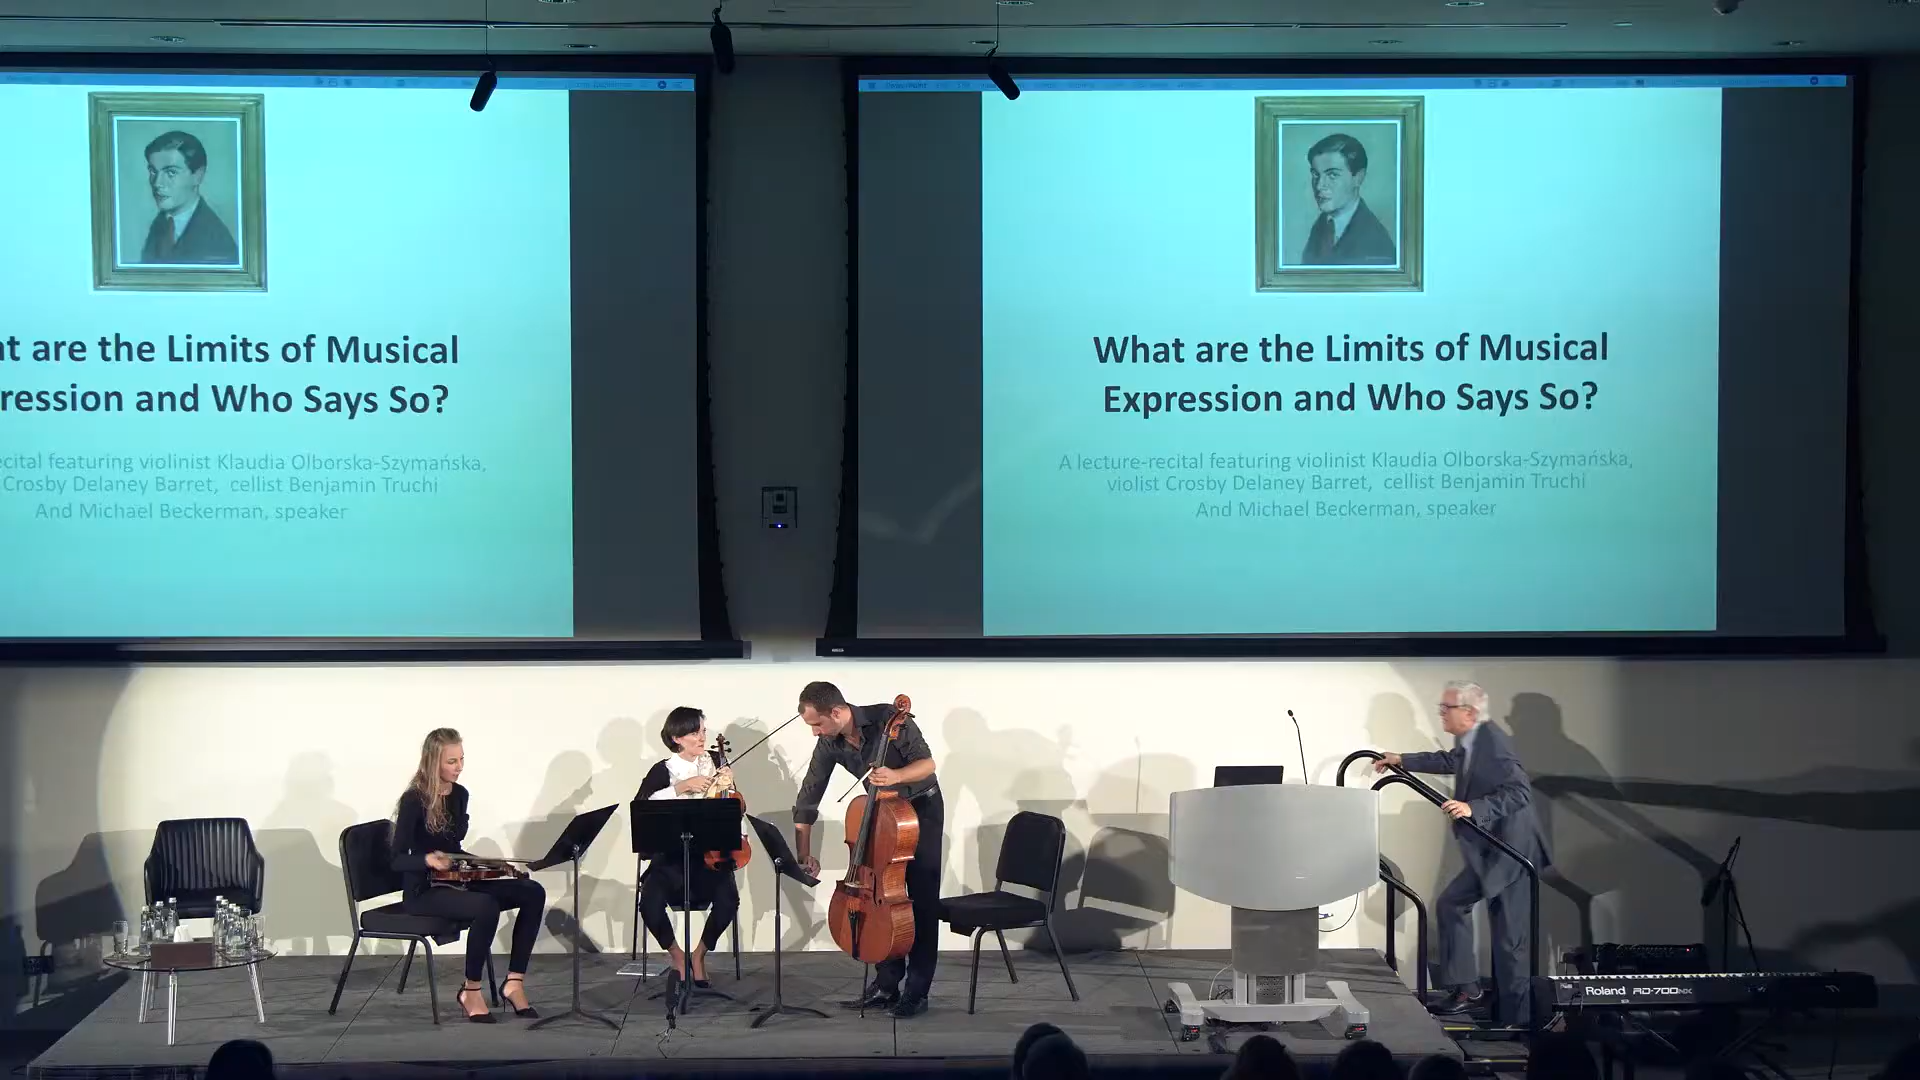 at are the Limits of Musical
ression and Who Says So?
ecital featuring violinist Klaudia Olborska-Szymańska,
Crosby Delaney Barret, cellist Benjamin Truchi
And Michael Beckerman, speaker
What are the Limits of Musical
Expression and Who Says So?
A lecture-recital featuring violinist Klaudia Olborska-Szymańska,
violist Crosby Delaney Barret, cellist Benjamin Truchi
And Michael Beckerman, speaker
Roland RD-700NX